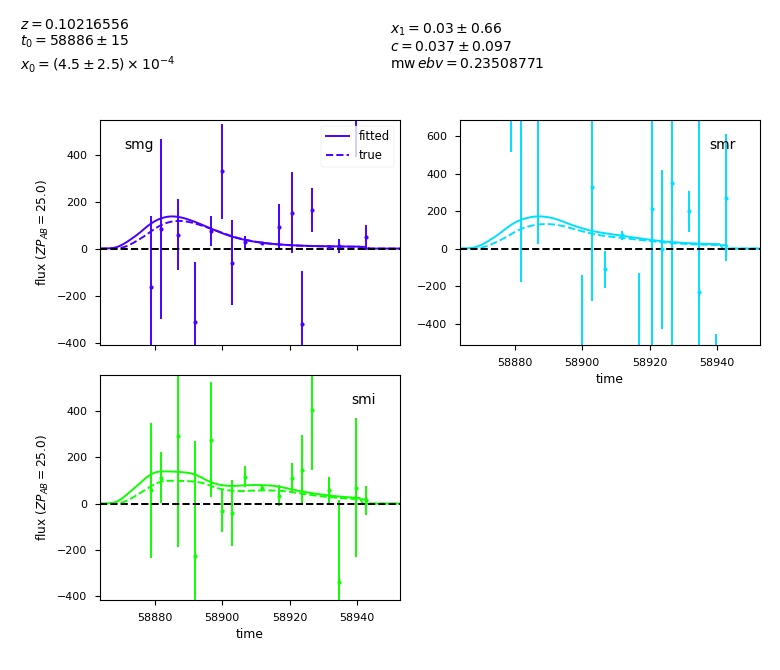 z = 0.10216556
t₀ = 58886 ± 15
x₀ = (4.5 ± 2.5) × 10⁻⁴
x₁ = 0.03 ± 0.66
c = 0.037 ± 0.097
mw ebv = 0.23508771
smg
fitted
true
400
200
0
−200
−400
flux (ZP_AB = 25.0)
smr
600
400
200
0
−200
−400
58880 58900 58920 58940
time
smi
400
200
0
−200
−400
flux (ZP_AB = 25.0)
58880 58900 58920 58940
time